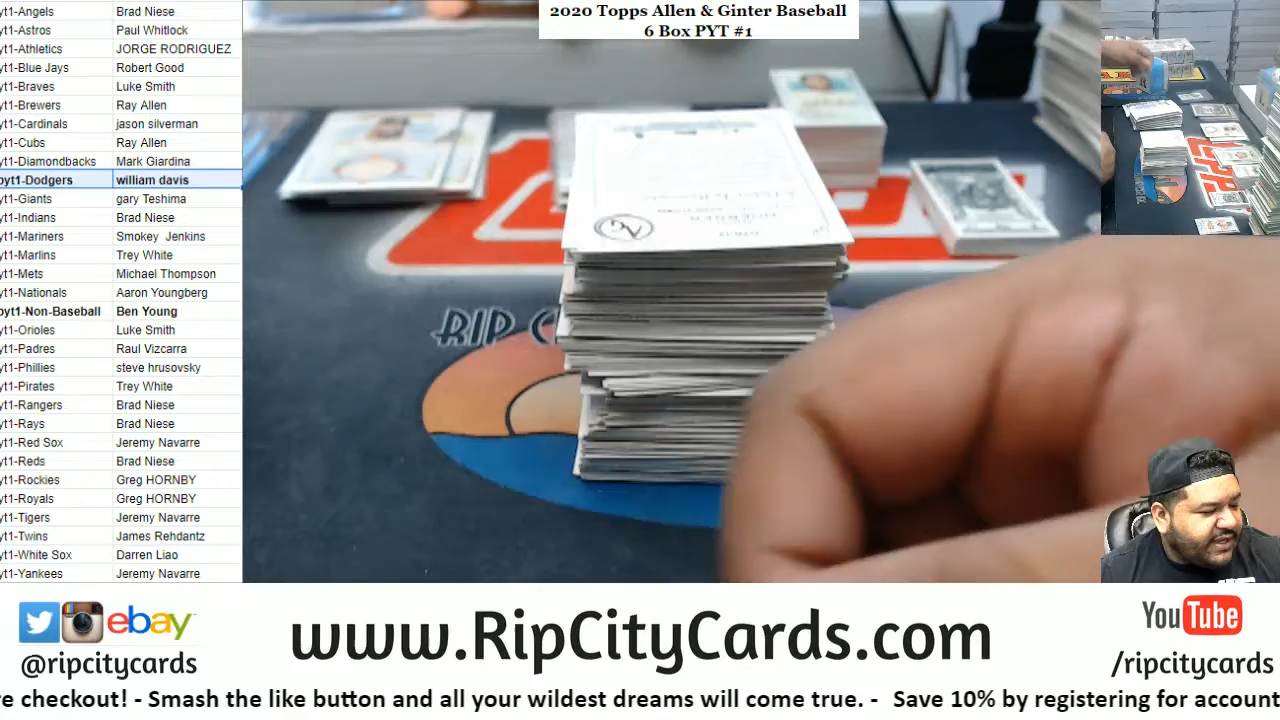 2020 Topps Allen & Ginter Baseball
6 Box PYT #1
yt1-Angels Brad Niese
yt1-Astros Paul Whitlock
yt1-Athletics JORGE RODRIGUEZ
yt1-Blue Jays Robert Good
yt1-Braves Luke Smith
yt1-Brewers Ray Allen
yt1-Cardinals jason silverman
yt1-Cubs Ray Allen
yt1-Diamondbacks Mark Giardina
pyt1-Dodgers william davis
yt1-Giants gary Teshima
yt1-Indians Brad Niese
yt1-Mariners Smokey Jenkins
yt1-Marlins Trey White
yt1-Mets Michael Thompson
yt1-Nationals Aaron Youngberg
pyt1-Non-Baseball Ben Young
yt1-Orioles Luke Smith
yt1-Padres Raul Vizcarra
yt1-Phillies steve hrusovsky
yt1-Pirates Trey White
yt1-Rangers Brad Niese
yt1-Rays Brad Niese
yt1-Red Sox Jeremy Navarre
yt1-Reds Brad Niese
yt1-Rockies Greg HORNBY
yt1-Royals Greg HORNBY
yt1-Tigers Jeremy Navarre
yt1-Twins James Rehdantz
yt1-White Sox Darren Liao
yt1-Yankees Jeremy Navarre
RIP C
ebay
@ripcitycards
www.RipCityCards.com
YouTube
/ripcitycards
re checkout! - Smash the like button and all your wildest dreams will come true. - Save 10% by registering for account